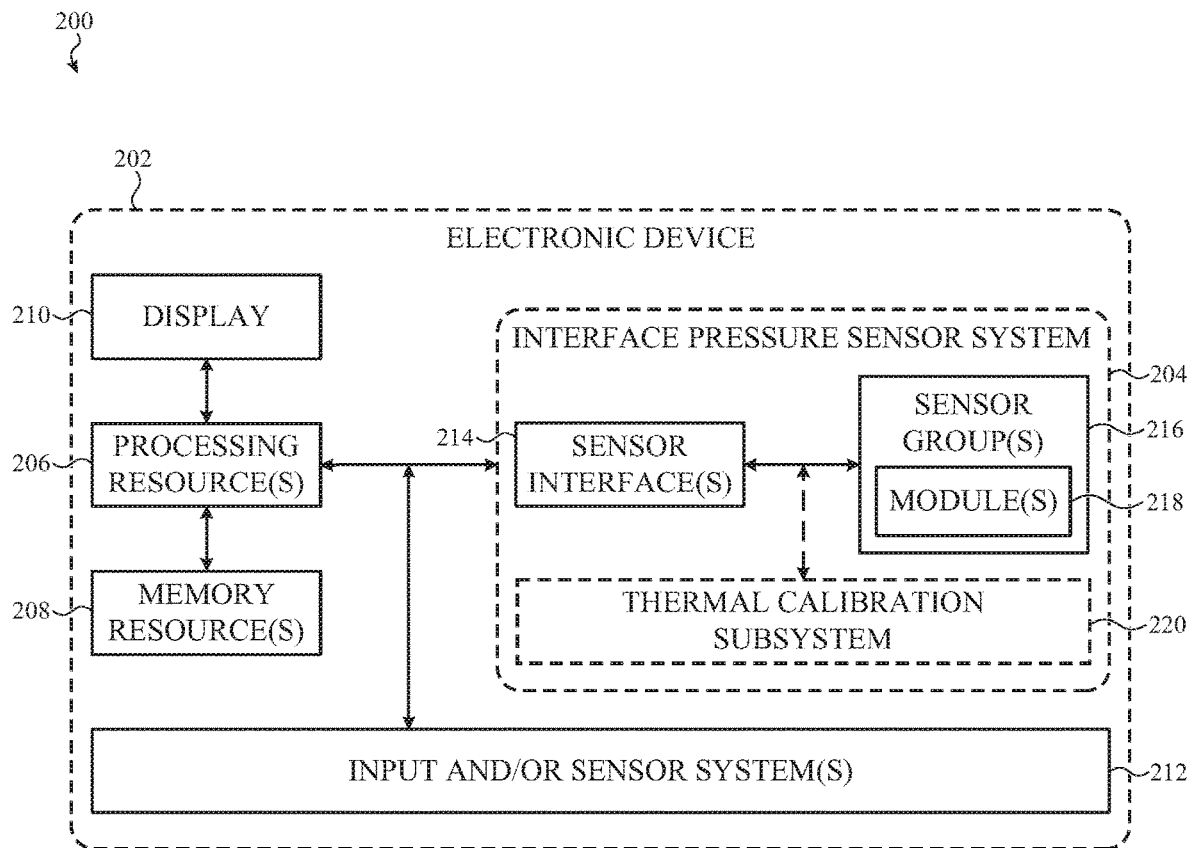 200
202
ELECTRONIC DEVICE
210
DISPLAY
INTERFACE PRESSURE SENSOR SYSTEM
204
206
PROCESSING
RESOURCE(S)
214
SENSOR
INTERFACE(S)
SENSOR
GROUP(S)
216
MODULE(S)
218
208
MEMORY
RESOURCE(S)
THERMAL CALIBRATION
SUBSYSTEM
220
INPUT AND/OR SENSOR SYSTEM(S)
212